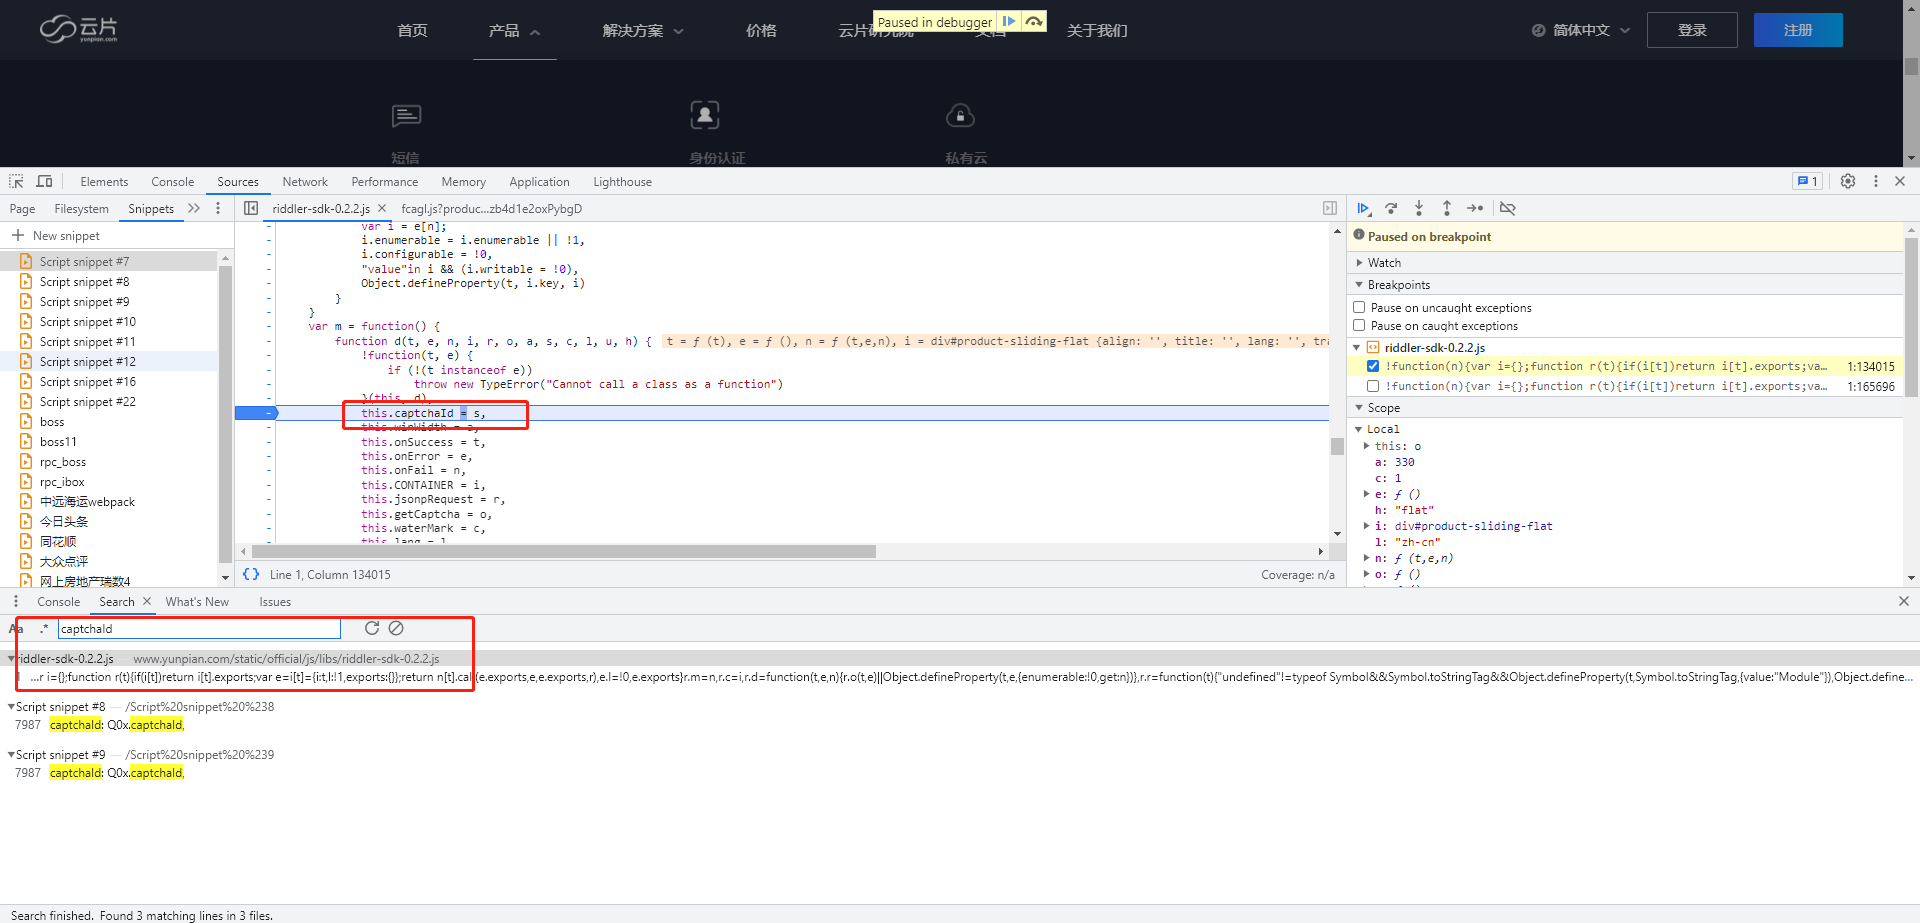 云片
yunpian.com
首页
产品
解决方案
价格
云片研究院
文档
关于我们
Paused in debugger
简体中文
登录
注册
短信
身份认证
私有云
Elements Console Sources Network Performance Memory Application Lighthouse
1
Page Filesystem Snippets
riddler-sdk-0.2.2.js
fcagl.js?produc...zb4d1e2oxPybgD
New snippet
Script snippet #7
Script snippet #8
Script snippet #9
Script snippet #10
Script snippet #11
Script snippet #12
Script snippet #16
Script snippet #22
boss
boss11
rpc_boss
rpc_ibox
中远海运webpack
今日头条
同花顺
大众点评
网上房地产瑞数4
var i = e[n];
i.enumerable = i.enumerable || !1,
i.configurable = !0,
"value"in i && (i.writable = !0),
Object.defineProperty(t, i.key, i)
}
}
var m = function() {
function d(t, e, n, i, r, o, a, s, c, l, u, h) { t = ƒ (t), e = ƒ (), n = ƒ (t,e,n), i = div#product-sliding-flat {align: '', title: '', lang: '', tra
!function(t, e) {
if (!(t instanceof e))
throw new TypeError("Cannot call a class as a function")
}(this, d),
this.captchaId = s,
this.winWidth = a,
this.onSuccess = t,
this.onError = e,
this.onFail = n,
this.CONTAINER = i,
this.jsonpRequest = r,
this.getCaptcha = o,
this.waterMark = c,
this.lang = l
{} Line 1, Column 134015
Coverage: n/a
Paused on breakpoint
Watch
Breakpoints
Pause on uncaught exceptions
Pause on caught exceptions
riddler-sdk-0.2.2.js
!function(n){var i={};function r(t){if(i[t])return i[t].exports;va… 1:134015
!function(n){var i={};function r(t){if(i[t])return i[t].exports;va… 1:165696
Scope
Local
this: o
a: 330
c: 1
e: ƒ ()
h: "flat"
i: div#product-sliding-flat
l: "zh-cn"
n: ƒ (t,e,n)
o: ƒ ()
Console Search What's New Issues
Aa .* captchaId
riddler-sdk-0.2.2.js www.yunpian.com/static/official/js/libs/riddler-sdk-0.2.2.js
1 …r i={};function r(t){if(i[t])return i[t].exports;var e=i[t]={i:t,l:!1,exports:{}};return n[t].call(e.exports,e,e.exports,r),e.l=!0,e.exports}r.m=n,r.c=i,r.d=function(t,e,n){r.o(t,e)||Object.defineProperty(t,e,{enumerable:!0,get:n})},r.r=function(t){"undefined"!=typeof Symbol&&Symbol.toStringTag&&Object.defineProperty(t,Symbol.toStringTag,{value:"Module"}),Object.define…
Script snippet #8 — /Script%20snippet%20%238
7987 captchaId: Q0x.captchaId,
Script snippet #9 — /Script%20snippet%20%239
7987 captchaId: Q0x.captchaId,
Search finished. Found 3 matching lines in 3 files.